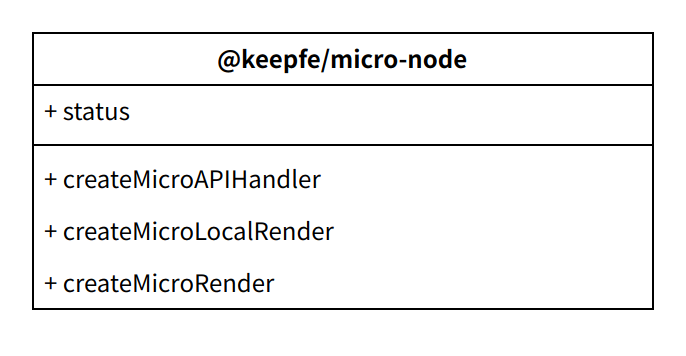 @keepfe/micro-node
+ status
+ createMicroAPIHandler
+ createMicroLocalRender
+ createMicroRender